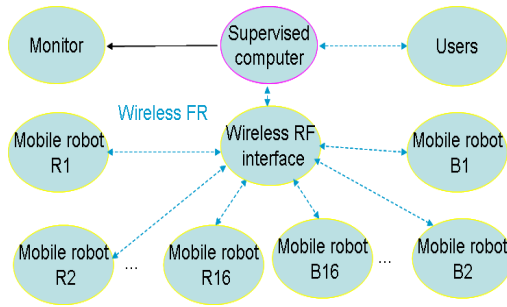 Monitor
Supervised
computer
Users
Wireless FR
Mobile robot
R1
Wireless RF
interface
Mobile robot
B1
Mobile robot
R2
...
Mobile robot
R16
Mobile robot
B16
...
Mobile robot
B2